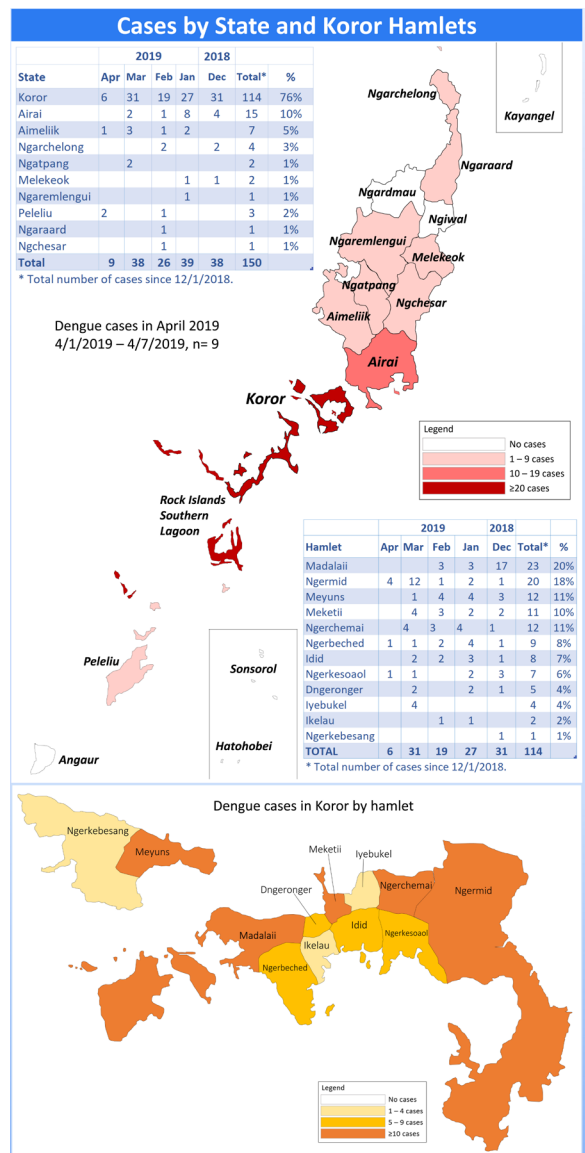 Cases by State and Koror Hamlets
2019 2018
State Apr Mar Feb Jan Dec Total* %
Koror 6 31 19 27 31 114 76%
Airai 2 1 8 4 15 10%
Aimeliik 1 3 1 2 7 5%
Ngarchelong 2 2 4 3%
Ngatpang 2 2 1%
Melekeok 1 1 2 1%
Ngaremlengui 1 1 1%
Peleliu 2 1 3 2%
Ngaraard 1 1 1%
Ngchesar 1 1 1%
Total 9 38 26 39 38 150
* Total number of cases since 12/1/2018.
Dengue cases in April 2019
4/1/2019 – 4/7/2019, n= 9
Ngarchelong
Kayangel
Ngaraard
Ngardmau
Ngiwal
Ngaremlengui
Melekeok
Ngatpang
Ngchesar
Aimeliik
Airai
Koror
Rock Islands
Southern
Lagoon
Peleliu
Angaur
Sonsorol
Hatohobei
Legend
No cases
1 – 9 cases
10 – 19 cases
≥20 cases
2019 2018
Hamlet Apr Mar Feb Jan Dec Total* %
Madalaii 3 3 17 23 20%
Ngermid 4 12 1 2 1 20 18%
Meyuns 1 4 4 3 12 11%
Meketii 4 3 2 2 11 10%
Ngerchemai 4 3 4 1 12 11%
Ngerbeched 1 1 2 4 1 9 8%
Idid 2 2 3 1 8 7%
Ngerkesoaol 1 1 2 3 7 6%
Dngeronger 2 2 1 5 4%
Iyebukel 4 4 4%
Ikelau 1 1 2 2%
Ngerkebesang 1 1 1%
TOTAL 6 31 19 27 31 114
* Total number of cases since 12/1/2018.
Dengue cases in Koror by hamlet
Ngerkebesang
Meyuns
Meketii
Iyebukel
Ngerchemai
Ngermid
Dngeronger
Madalaii
Idid
Ngerkesoaol
Ikelau
Ngerbeched
Legend
No cases
1 – 4 cases
5 – 9 cases
≥10 cases